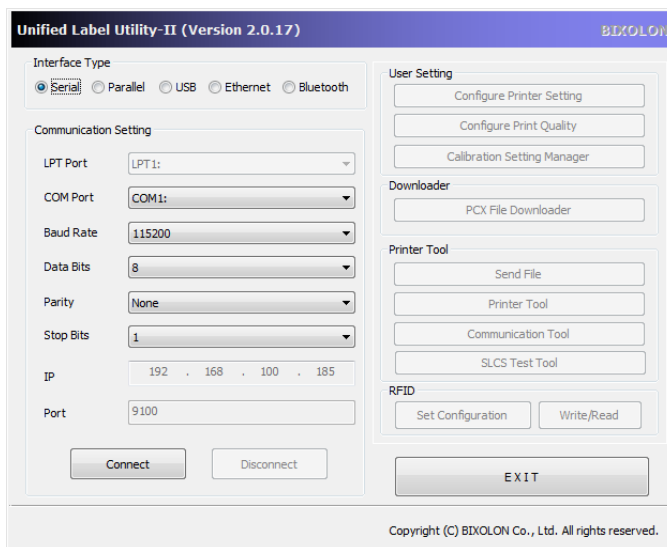 Unified Label Utility-II (Version 2.0.17)
BIXOLON
Interface Type
Serial Parallel USB Ethernet Bluetooth
Communication Setting
LPT Port LPT1:
COM Port COM1:
Baud Rate 115200
Data Bits 8
Parity None
Stop Bits 1
IP 192 . 168 . 100 . 185
Port 9100
Connect Disconnect
User Setting
Configure Printer Setting
Configure Print Quality
Calibration Setting Manager
Downloader
PCX File Downloader
Printer Tool
Send File
Printer Tool
Communication Tool
SLCS Test Tool
RFID
Set Configuration Write/Read
EXIT
Copyright (C) BIXOLON Co., Ltd. All rights reserved.